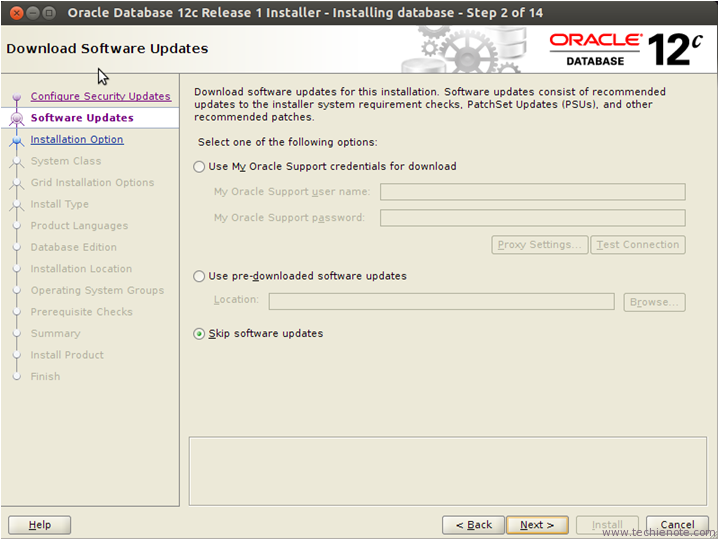 Oracle Database 12c Release 1 Installer - Installing database - Step 2 of 14
Download Software Updates
ORACLE
DATABASE
12c
Configure Security Updates
Software Updates
Installation Option
System Class
Grid Installation Options
Install Type
Product Languages
Database Edition
Installation Location
Operating System Groups
Prerequisite Checks
Summary
Install Product
Finish
Download software updates for this installation. Software updates consist of recommended
updates to the installer system requirement checks, PatchSet Updates (PSUs), and other
recommended patches.
Select one of the following options:
Use My Oracle Support credentials for download
My Oracle Support user name:
My Oracle Support password:
Proxy Settings... Test Connection
Use pre-downloaded software updates
Location: Browse...
Skip software updates
Help < Back Next > Install Cancel
www.techienote.com